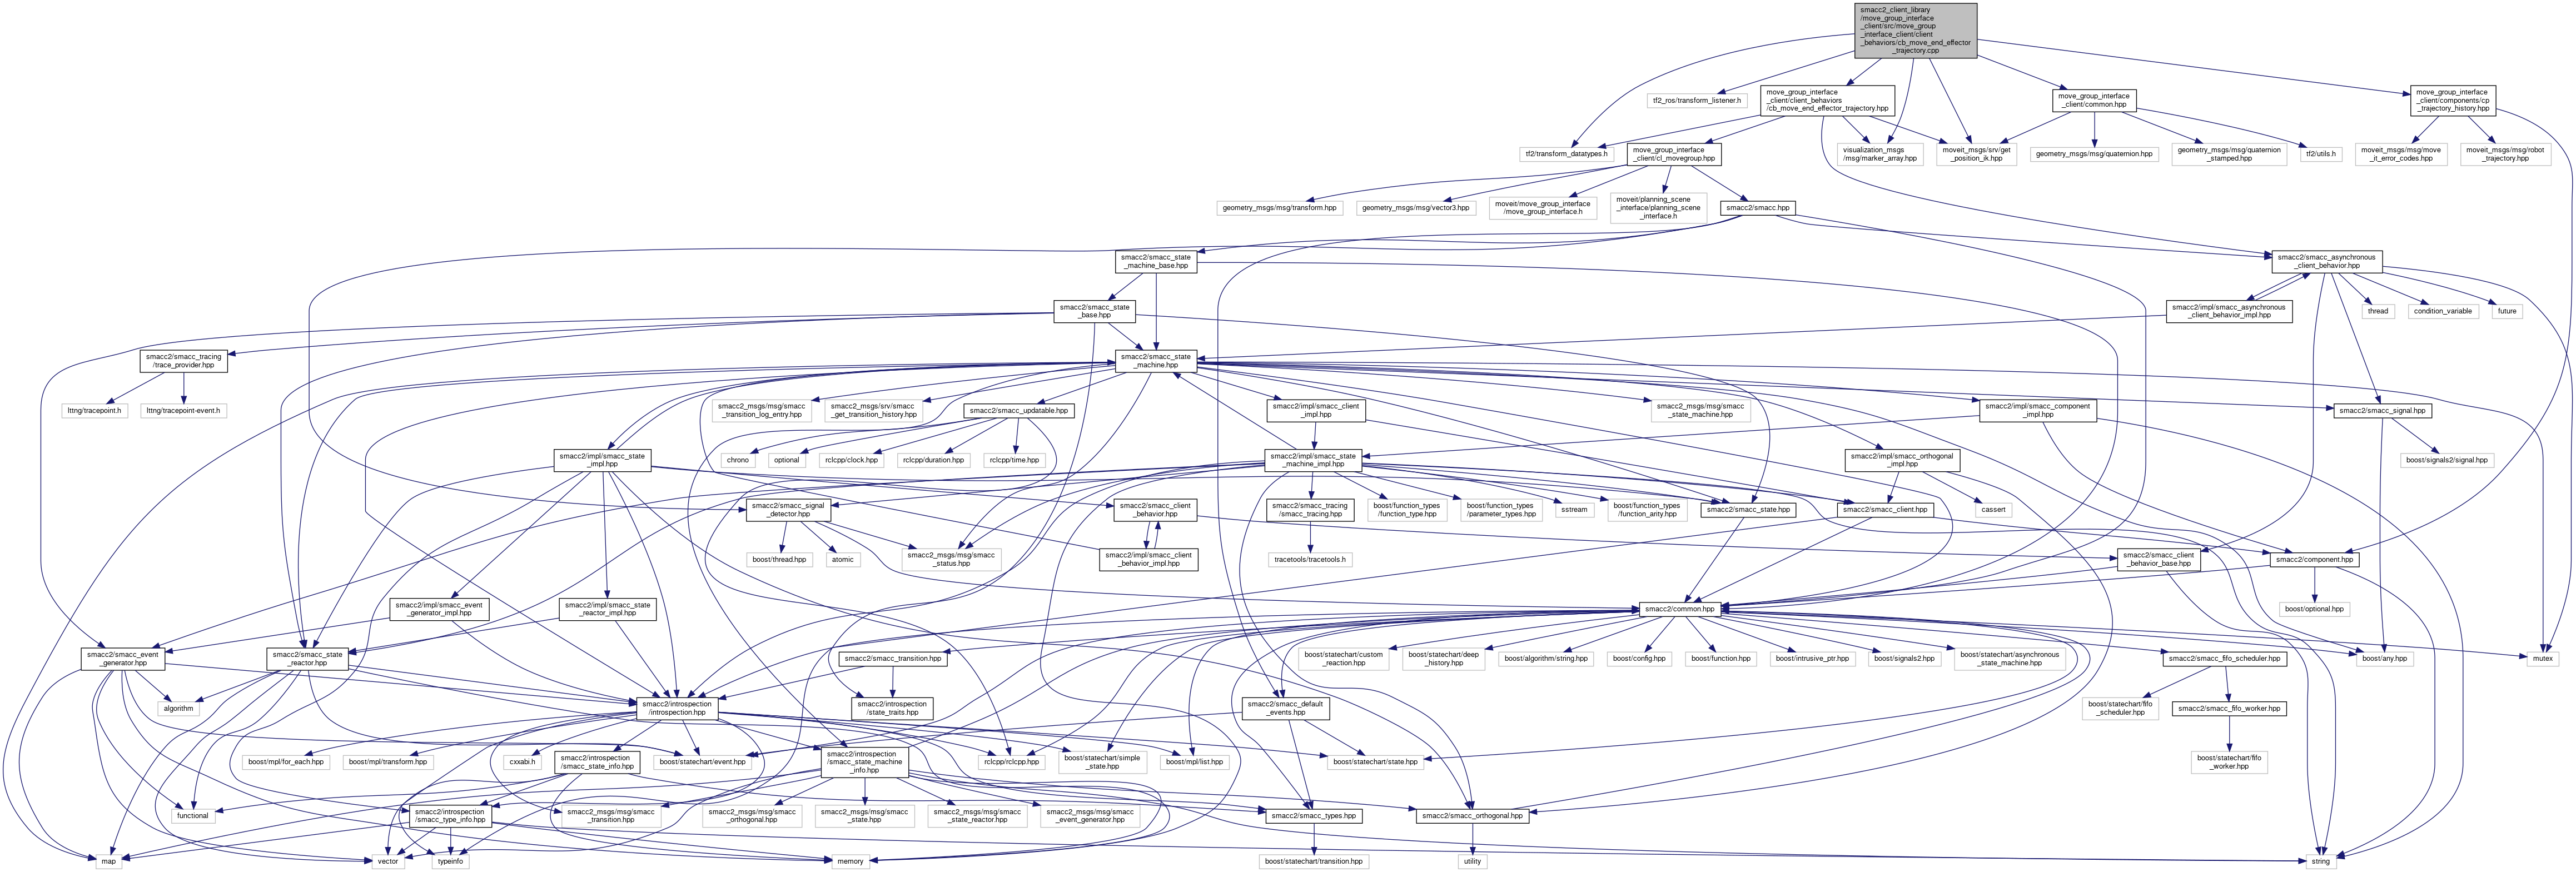 smacc2_client_library
/move_group_interface
_client/src/move_group
_interface_client/client
_behaviors/cb_move_end_effector
_trajectory.cpp
tf2_ros/transform_listener.h
move_group_interface
_client/client_behaviors
/cb_move_end_effector_trajectory.hpp
move_group_interface
_client/common.hpp
move_group_interface
_client/components/cp
_trajectory_history.hpp
tf2/transform_datatypes.h
move_group_interface
_client/cl_movegroup.hpp
visualization_msgs
/msg/marker_array.hpp
moveit_msgs/srv/get
_position_ik.hpp
geometry_msgs/msg/quaternion.hpp
geometry_msgs/msg/quaternion
_stamped.hpp
tf2/utils.h
moveit_msgs/msg/move
_it_error_codes.hpp
moveit_msgs/msg/robot
_trajectory.hpp
geometry_msgs/msg/transform.hpp
geometry_msgs/msg/vector3.hpp
moveit/move_group_interface
/move_group_interface.h
moveit/planning_scene
_interface/planning_scene
_interface.h
smacc2/smacc.hpp
smacc2/smacc_state
_machine_base.hpp
smacc2/smacc_asynchronous
_client_behavior.hpp
smacc2/smacc_state
_base.hpp
smacc2/impl/smacc_asynchronous
_client_behavior_impl.hpp
thread
condition_variable
future
smacc2/smacc_tracing
/trace_provider.hpp
smacc2/smacc_state
_machine.hpp
lttng/tracepoint.h
lttng/tracepoint-event.h
smacc2_msgs/msg/smacc
_transition_log_entry.hpp
smacc2_msgs/srv/smacc
_get_transition_history.hpp
smacc2/smacc_updatable.hpp
smacc2/impl/smacc_client
_impl.hpp
smacc2_msgs/msg/smacc
_state_machine.hpp
smacc2/impl/smacc_component
_impl.hpp
smacc2/smacc_signal.hpp
smacc2/impl/smacc_state
_impl.hpp
chrono
optional
rclcpp/clock.hpp
rclcpp/duration.hpp
rclcpp/time.hpp
smacc2/impl/smacc_state
_machine_impl.hpp
smacc2/impl/smacc_orthogonal
_impl.hpp
boost/signals2/signal.hpp
smacc2/smacc_signal
_detector.hpp
smacc2/smacc_client
_behavior.hpp
smacc2/smacc_tracing
/smacc_tracing.hpp
boost/function_types
/function_type.hpp
boost/function_types
/parameter_types.hpp
sstream
boost/function_types
/function_arity.hpp
smacc2/smacc_state.hpp
smacc2/smacc_client.hpp
cassert
boost/thread.hpp
atomic
smacc2_msgs/msg/smacc
_status.hpp
smacc2/impl/smacc_client
_behavior_impl.hpp
tracetools/tracetools.h
smacc2/smacc_client
_behavior_base.hpp
smacc2/component.hpp
smacc2/impl/smacc_event
_generator_impl.hpp
smacc2/impl/smacc_state
_reactor_impl.hpp
smacc2/common.hpp
boost/optional.hpp
smacc2/smacc_event
_generator.hpp
smacc2/smacc_state
_reactor.hpp
smacc2/smacc_transition.hpp
boost/statechart/custom
_reaction.hpp
boost/statechart/deep
_history.hpp
boost/algorithm/string.hpp
boost/config.hpp
boost/function.hpp
boost/intrusive_ptr.hpp
boost/signals2.hpp
boost/statechart/asynchronous
_state_machine.hpp
smacc2/smacc_fifo_scheduler.hpp
boost/any.hpp
mutex
algorithm
smacc2/introspection
/introspection.hpp
smacc2/introspection
/state_traits.hpp
smacc2/smacc_default
_events.hpp
boost/statechart/fifo
_scheduler.hpp
smacc2/smacc_fifo_worker.hpp
boost/mpl/for_each.hpp
boost/mpl/transform.hpp
cxxabi.h
smacc2/introspection
/smacc_state_info.hpp
boost/statechart/event.hpp
smacc2/introspection
/smacc_state_machine
_info.hpp
rclcpp/rclcpp.hpp
boost/statechart/simple
_state.hpp
boost/mpl/list.hpp
boost/statechart/state.hpp
boost/statechart/fifo
_worker.hpp
functional
smacc2/introspection
/smacc_type_info.hpp
smacc2_msgs/msg/smacc
_transition.hpp
smacc2_msgs/msg/smacc
_orthogonal.hpp
smacc2_msgs/msg/smacc
_state.hpp
smacc2_msgs/msg/smacc
_state_reactor.hpp
smacc2_msgs/msg/smacc
_event_generator.hpp
smacc2/smacc_types.hpp
smacc2/smacc_orthogonal.hpp
map
vector
typeinfo
memory
boost/statechart/transition.hpp
utility
string